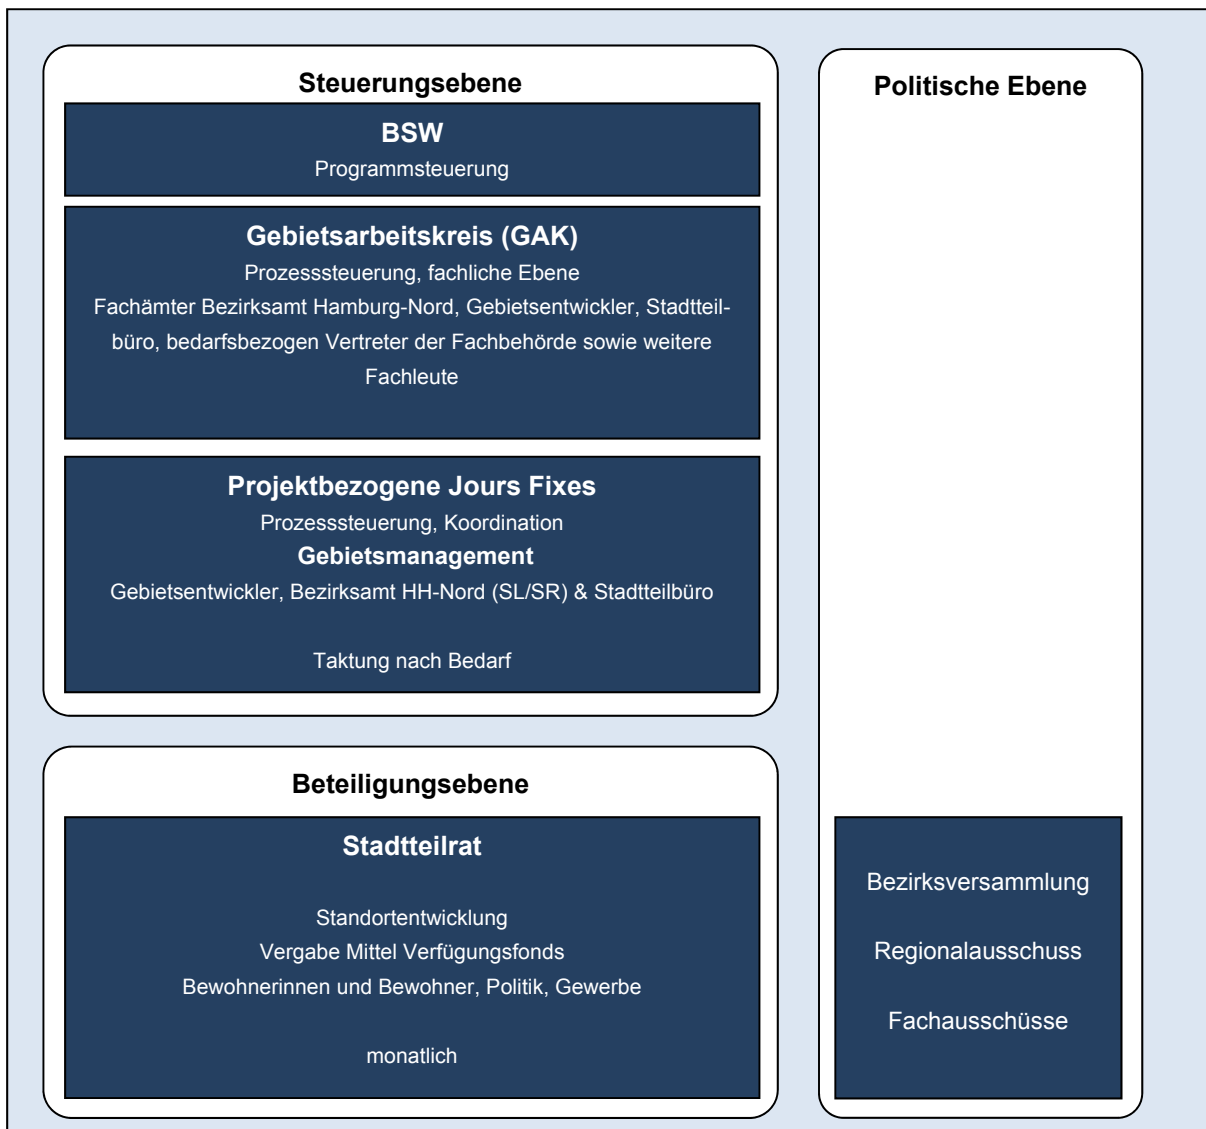 Steuerungsebene
BSW
Programmsteuerung
Gebietsarbeitskreis (GAK)
Prozesssteuerung, fachliche Ebene
Fachämter Bezirksamt Hamburg-Nord, Gebietsentwickler, Stadtteil-
büro, bedarfsbezogen Vertreter der Fachbehörde sowie weitere
Fachleute
Projektbezogene Jours Fixes
Prozesssteuerung, Koordination
Gebietsmanagement
Gebietsentwickler, Bezirksamt HH-Nord (SL/SR) & Stadtteilbüro
Taktung nach Bedarf
Beteiligungsebene
Stadtteilrat
Standortentwicklung
Vergabe Mittel Verfügungsfonds
Bewohnerinnen und Bewohner, Politik, Gewerbe
monatlich
Politische Ebene
Bezirksversammlung
Regionalausschuss
Fachausschüsse